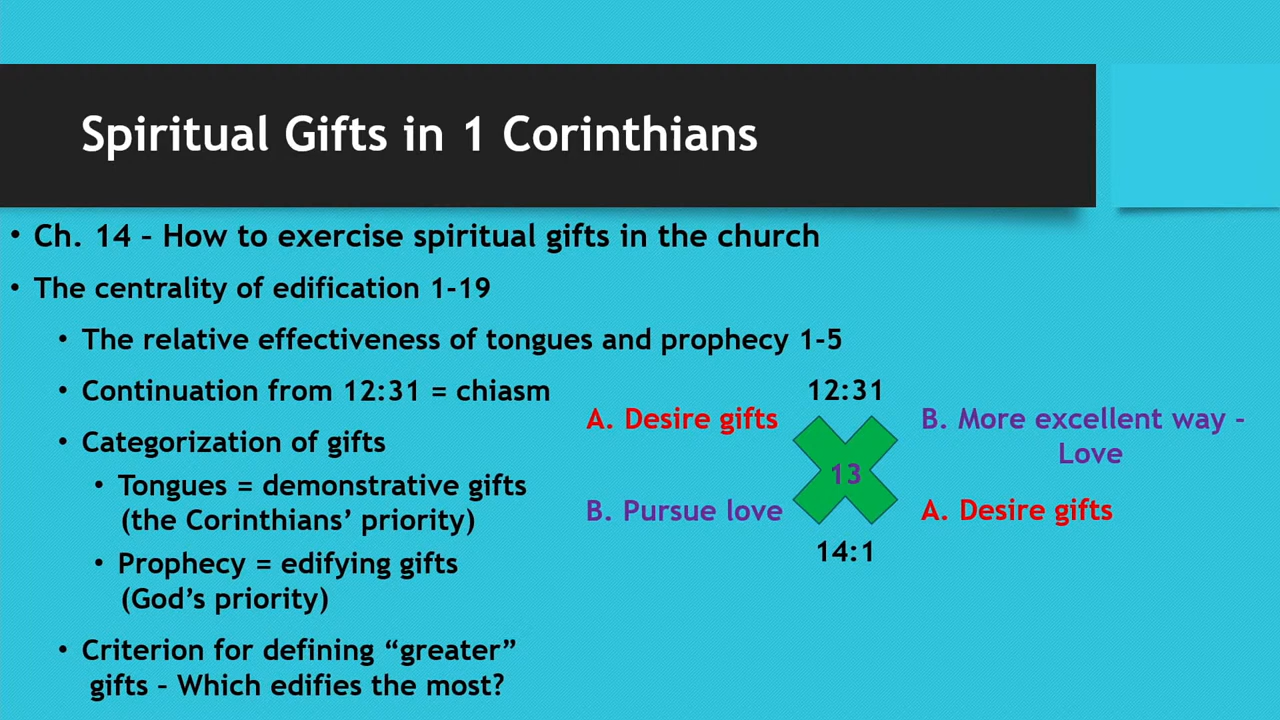 Spiritual Gifts in 1 Corinthians
• Ch. 14 – How to exercise spiritual gifts in the church
• The centrality of edification 1-19
• The relative effectiveness of tongues and prophecy 1-5
• Continuation from 12:31 = chiasm
• Categorization of gifts
• Tongues = demonstrative gifts
(the Corinthians’ priority)
• Prophecy = edifying gifts
(God’s priority)
• Criterion for defining “greater”
gifts – Which edifies the most?
12:31
A. Desire gifts
B. More excellent way –
Love
13
B. Pursue love
A. Desire gifts
14:1